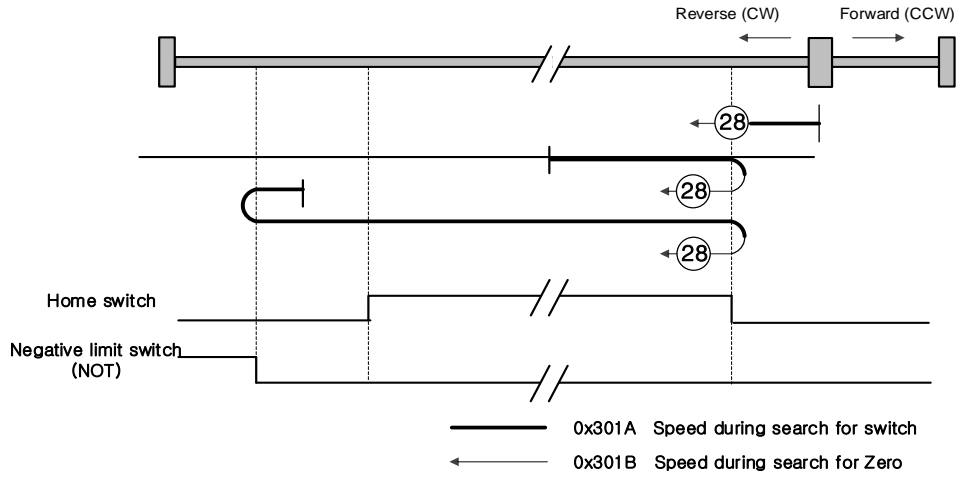 Reverse (CW) Forward (CCW)
28
28
28
Home switch
Negative limit switch
(NOT)
0x301A Speed during search for switch
0x301B Speed during search for Zero